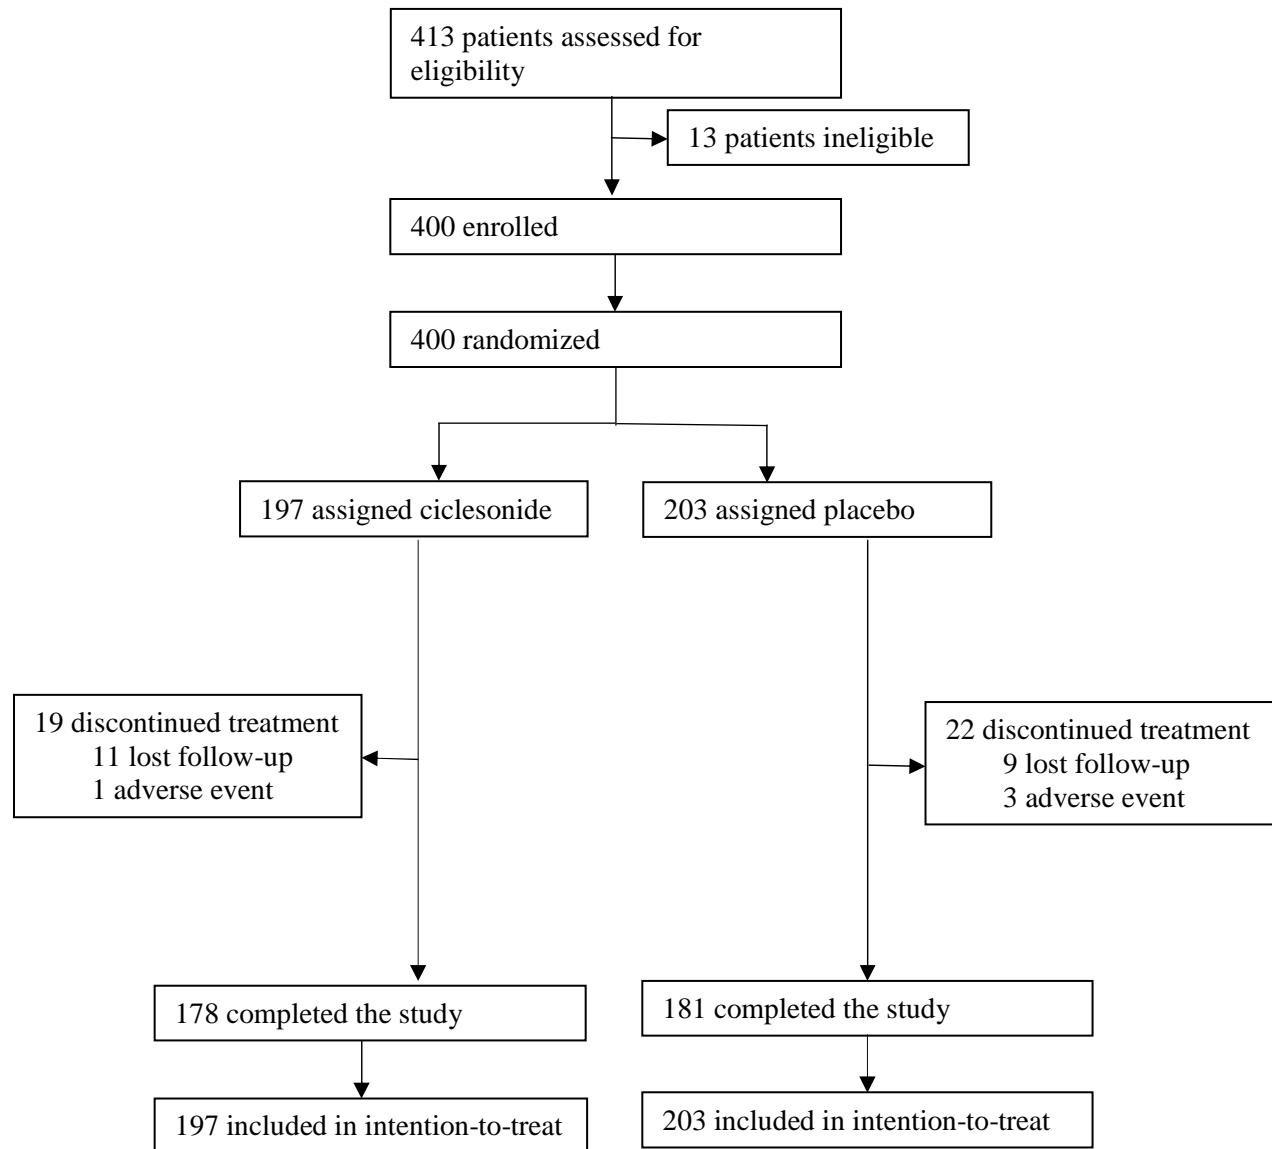 413 patients assessed for
eligibility
13 patients ineligible
400 enrolled
400 randomized
197 assigned ciclesonide
203 assigned placebo
19 discontinued treatment
11 lost follow-up
1 adverse event
22 discontinued treatment
9 lost follow-up
3 adverse event
178 completed the study
181 completed the study
197 included in intention-to-treat
203 included in intention-to-treat